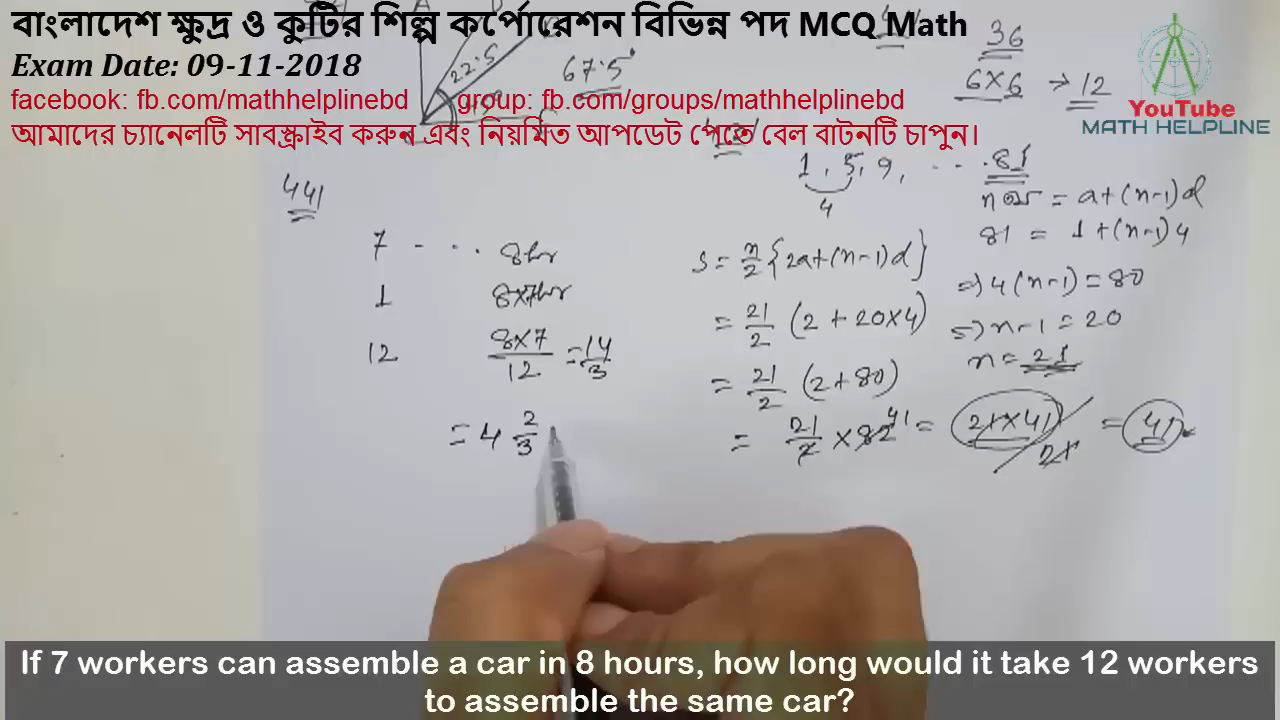 বাংলাদেশ ক্ষুদ্র ও কুটির শিল্প কর্পোরেশন বিভিন্ন পদ MCQ Math
Exam Date: 09-11-2018
facebook: fb.com/mathhelplinebd group: fb.com/groups/mathhelplinebd
আমাদের চ্যানেলটি সাবস্ক্রাইব করুন এবং নিয়মিত আপডেট পেতে বেল বাটনটি চাপুন।
22.5
67.5°
36
6×6 → 12
YouTube
MATH HELPLINE
44।
7 - ... 8hr
1 8×7hr
12 8×7/12 = 14/3
= 4 2/3
1, 5, 9, ... .81
4
= a+(n-1)d
81 = 1+(n-1)4
⇒ 4(n-1) = 80
⇒ n-1 = 20
n = 21
S = n/2 {2a+(n-1)d}
= 21/2 (2 + 20×4)
= 21/2 (2+80)
= 21/2 × 82 41 = 21×41/21 = 41
If 7 workers can assemble a car in 8 hours, how long would it take 12 workers
to assemble the same car?